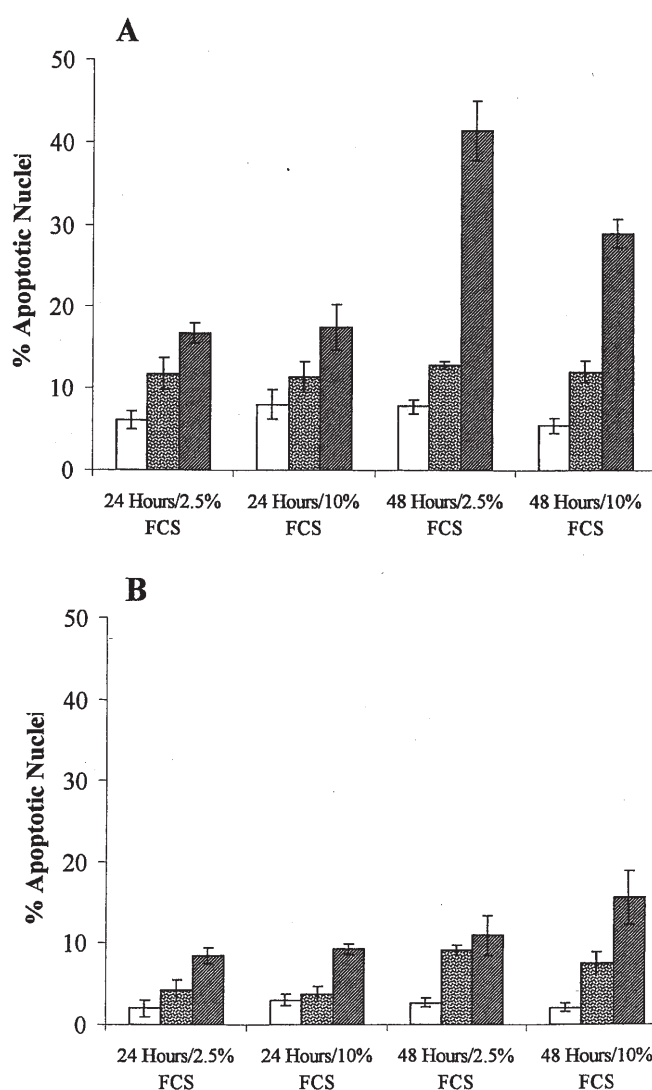 A
50
40
30
20
10
0
% Apoptotic Nuclei
24 Hours/2.5% FCS
24 Hours/10% FCS
48 Hours/2.5% FCS
48 Hours/10% FCS
B
50
40
30
20
10
0
% Apoptotic Nuclei
24 Hours/2.5% FCS
24 Hours/10% FCS
48 Hours/2.5% FCS
48 Hours/10% FCS